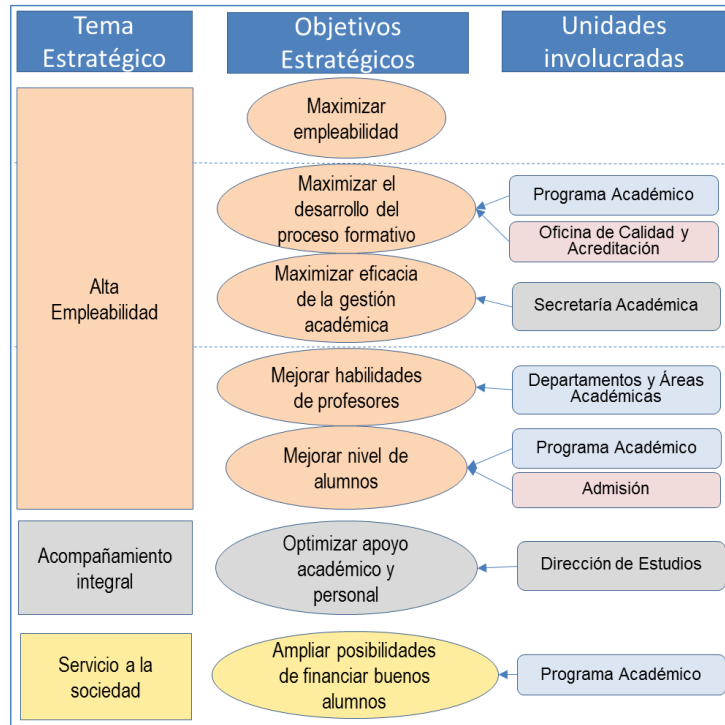 Tema
Estratégico
Objetivos
Estratégicos
Unidades
involucradas
Maximizar
empleabilidad
Maximizar el
desarrollo del
proceso formativo
Programa Académico
Oficina de Calidad y
Acreditación
Alta
Empleabilidad
Maximizar eficacia
de la gestión
académica
Secretaría Académica
Mejorar habilidades
de profesores
Departamentos y Áreas
Académicas
Mejorar nivel de
alumnos
Programa Académico
Admisión
Acompañamiento
integral
Optimizar apoyo
académico y
personal
Dirección de Estudios
Servicio a la
sociedad
Ampliar posibilidades
de financiar buenos
alumnos
Programa Académico